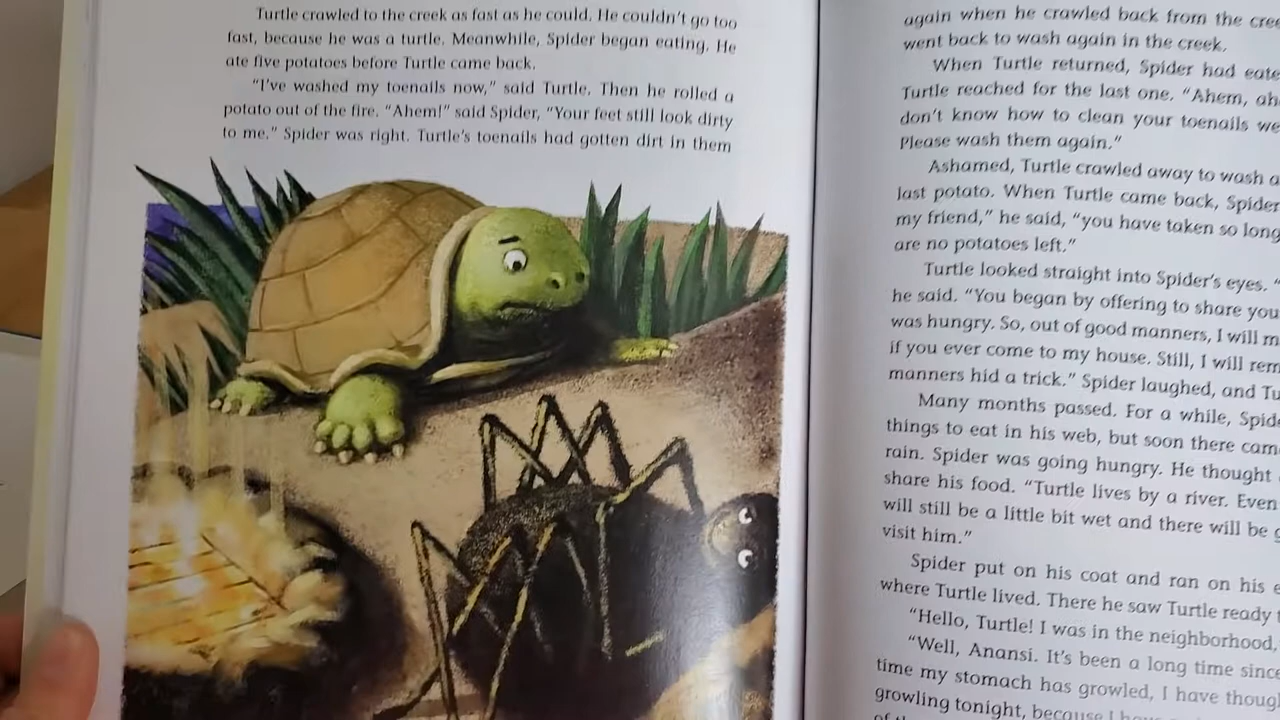 Turtle crawled to the creek as fast as he could. He couldn't go too
fast, because he was a turtle. Meanwhile, Spider began eating. He
ate five potatoes before Turtle came back.
"I've washed my toenails now," said Turtle. Then he rolled a
potato out of the fire. "Ahem!" said Spider, "Your feet still look dirty
to me." Spider was right. Turtle's toenails had gotten dirt in them
again when he crawled back from the
went back to wash again in the creek.
When Turtle returned, Spider had
Turtle reached for the last one. "Ahem,
don't know how to clean your toenails
Please wash them again."
Ashamed, Turtle crawled away to wash
last potato. When Turtle came back, Spider
my friend," he said, "you have taken so long
are no potatoes left."
Turtle looked straight into Spider's eyes.
he said. "You began by offering to share
was hungry. So, out of good manners, I will
if you ever come to my house. Still, I will
manners hid a trick." Spider laughed, and
Many months passed. For a while,
things to eat in his web, but soon there
rain. Spider was going hungry. He thought
share his food. "Turtle lives by a river. Even
will still be a little bit wet and there will be
visit him."
Spider put on his coat and ran on his
where Turtle lived. There he saw Turtle ready
"Hello, Turtle! I was in the neighborhood,
"Well, Anansi. It's been a long time
time my stomach has growled, I have
growling tonight, because I
of